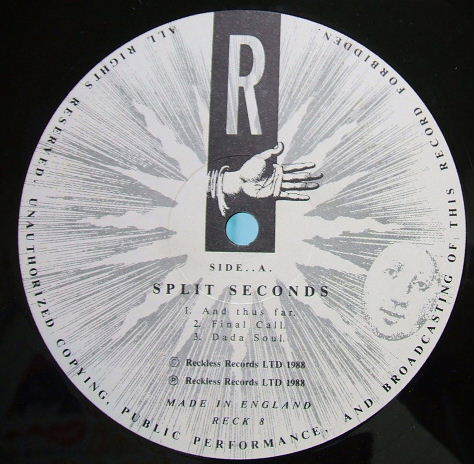 R
SIDE..A.
SPLIT SECONDS
1. And thus far.
2. Final Call.
3. Dada Soul.
Ⓒ Reckless Records LTD 1988
Ⓟ Reckless Records LTD 1988
MADE IN ENGLAND
RECK 8
ALL RIGHTS RESERTED. UNAUTHORIZED COPYING, PUBLIC PERFORMANCE, AND BROADCASTING OF THIS RECORD FORBIDDEN